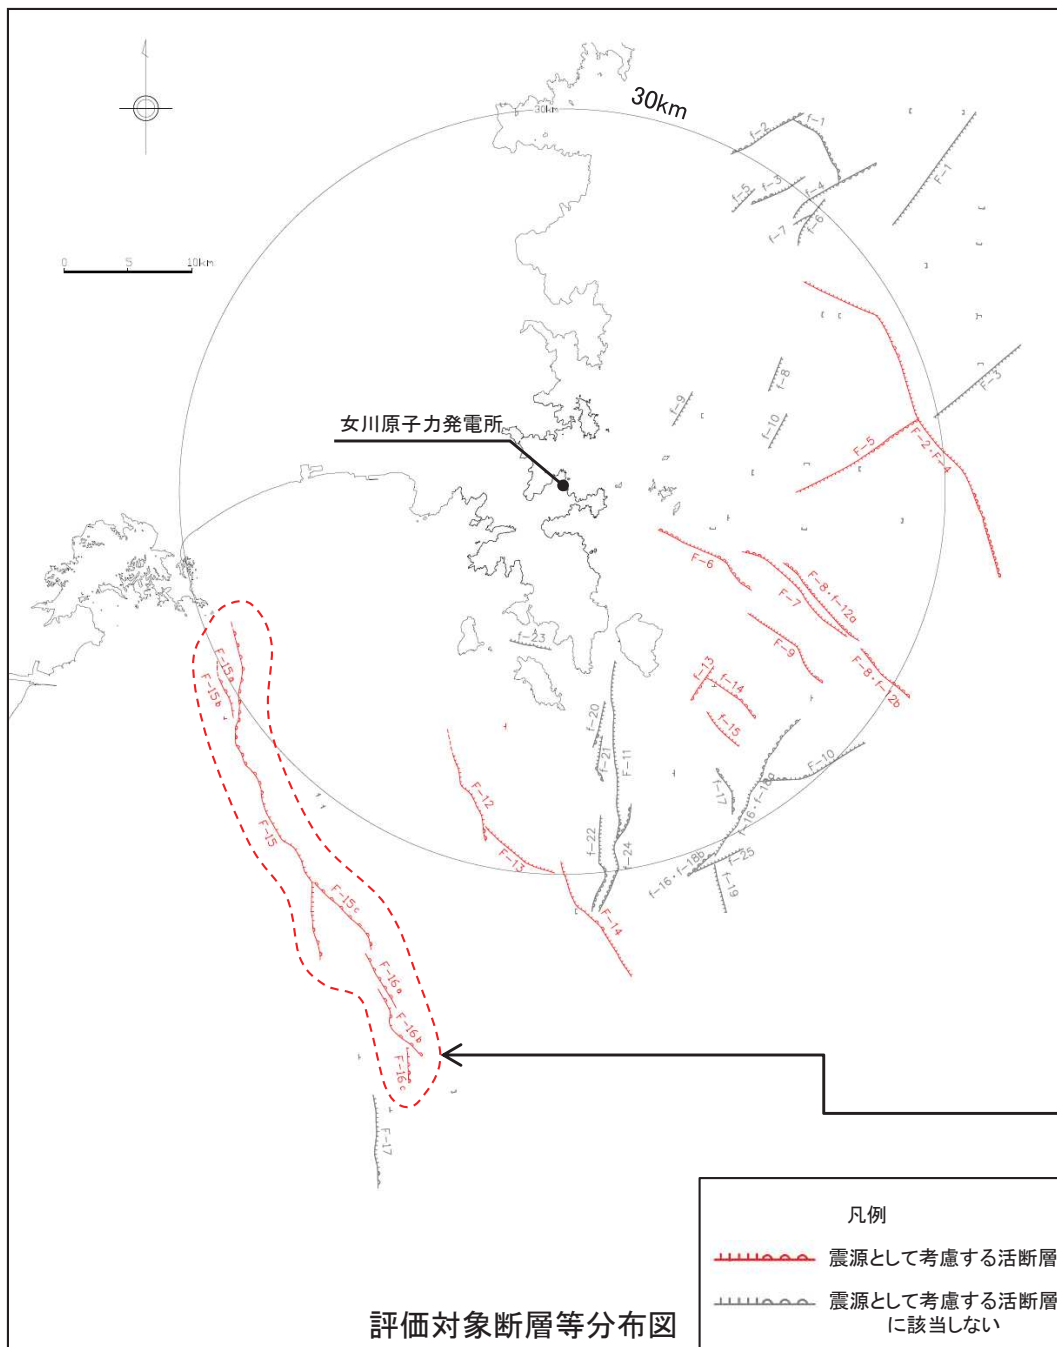 30km
30km
f-2
f-1
F-1
f-5
f-3
f-4
f-7
f-6
0 5 10km
f-8
f-9
f-10
F-3
女川原子力発電所
F-5
F-2・F-4
F-6
F-7
F-8・f-12a
F-8・f-12b
F-9
f-23
f-13
f-14
f-15
F-15a
F-15b
f-20
f-21
F-11
F-10
F-12
f-17
f-16・f-18a
F-15
f-22
f-24
F-13
f-16・f-18b
f-25
f-19
F-15c
F-14
F-16a
F-16b
F-16c
F-17
凡例
震源として考慮する活断層
震源として考慮する活断層
に該当しない
評価対象断層等分布図